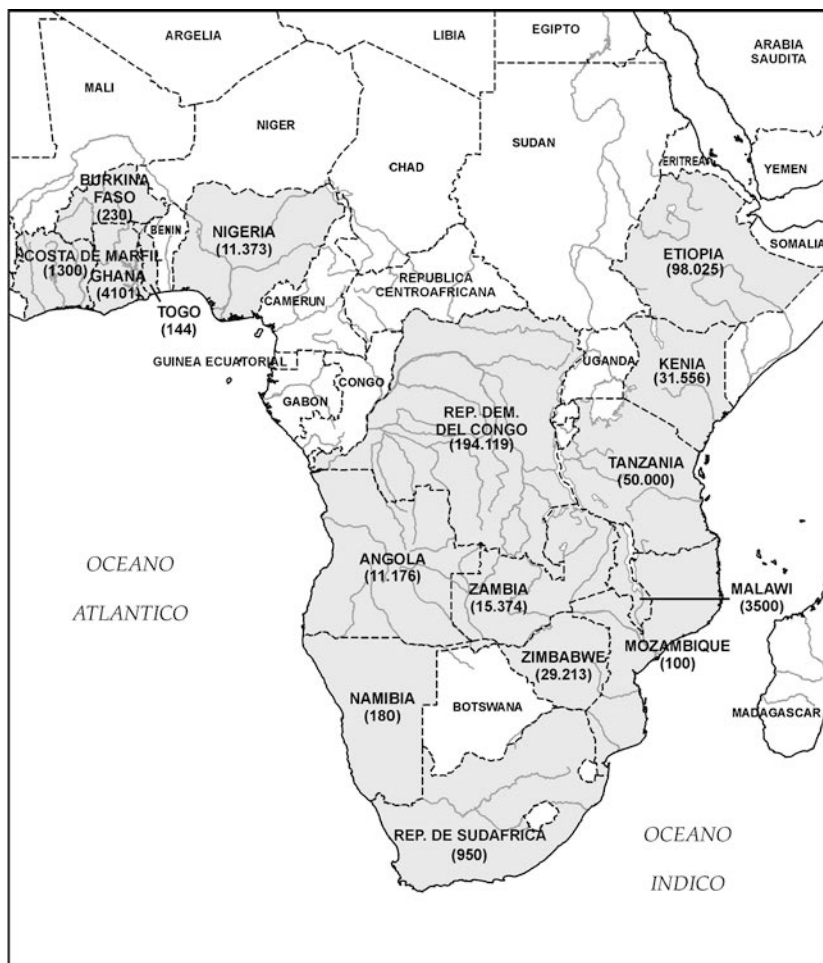 ARGELIA
LIBIA
EGIPTO
ARABIA
SAUDITA
MALI
NIGER
CHAD
SUDAN
ERITREA
YEMEN
BURKINA
FASO
(230)
BENIN
NIGERIA
(11.373)
ETIOPIA
(98.025)
SOMALIA
COSTA DE MARFIL
(1300)
GHANA
(4101)
TOGO
(144)
CAMERUN
REPUBLICA
CENTROAFRICANA
GUINEA ECUATORIAL
GABON
CONGO
UGANDA
KENIA
(31.556)
REP. DEM.
DEL CONGO
(194.119)
TANZANIA
(50.000)
OCEANO
ATLANTICO
ANGOLA
(11.176)
ZAMBIA
(15.374)
MALAWI
(3500)
MOZAMBIQUE
(100)
ZIMBABWE
(29.213)
NAMIBIA
(180)
BOTSWANA
MADAGASCAR
REP. DE SUDAFRICA
(950)
OCEANO
INDICO